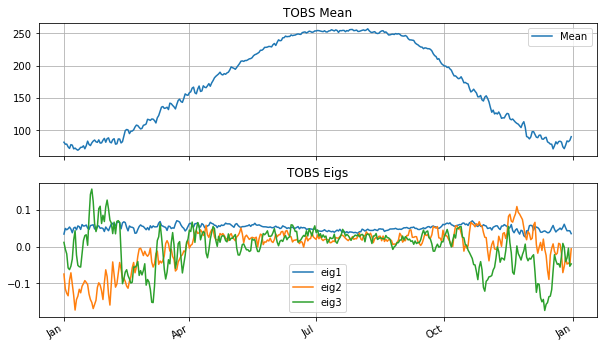 TOBS Mean
250
200
150
100
Mean
TOBS Eigs
0.1
0.0
−0.1
eig1
eig2
eig3
Jan
Apr
Jul
Oct
Jan